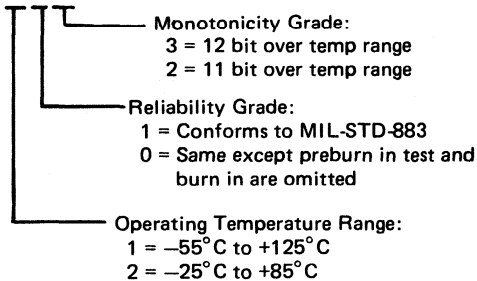 Monotonicity Grade:
3 = 12 bit over temp range
2 = 11 bit over temp range
Reliability Grade:
1 = Conforms to MIL-STD-883
0 = Same except preburn in test and
burn in are omitted
Operating Temperature Range:
1 = −55°C to +125°C
2 = −25°C to +85°C